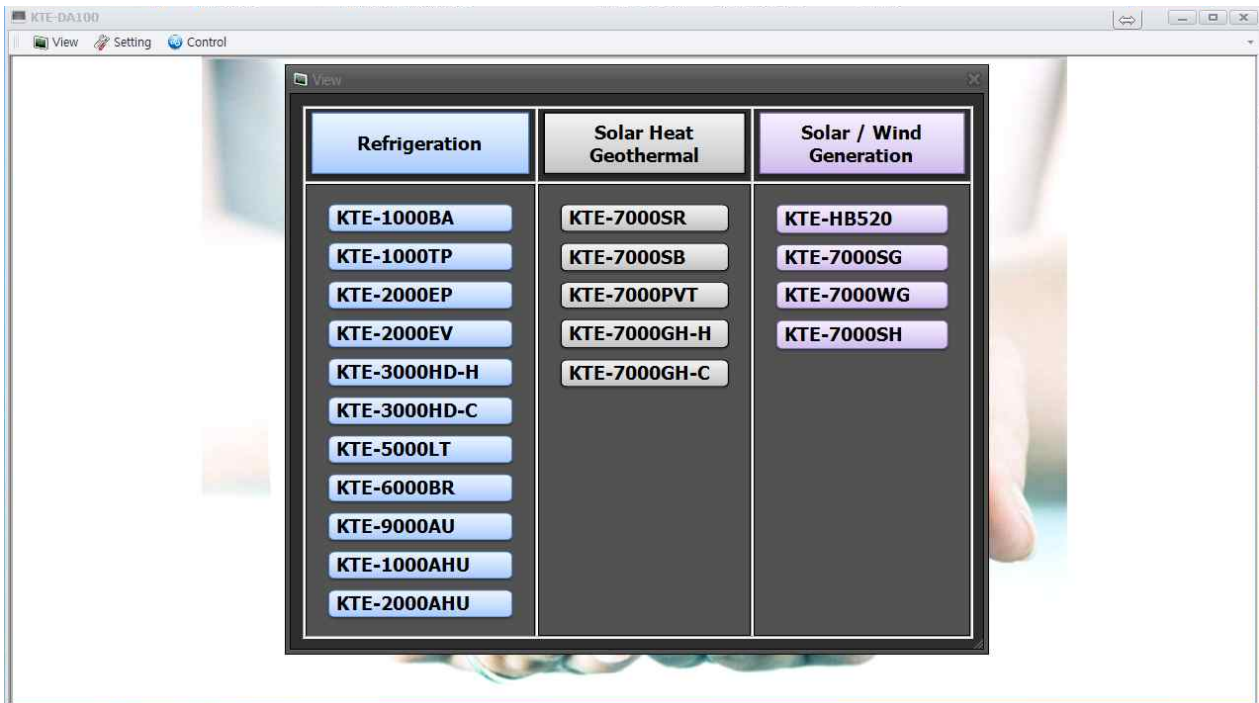 KTE-DA100
View Setting Control
View
Refrigeration
Solar Heat
Geothermal
Solar / Wind
Generation
KTE-1000BA
KTE-1000TP
KTE-2000EP
KTE-2000EV
KTE-3000HD-H
KTE-3000HD-C
KTE-5000LT
KTE-6000BR
KTE-9000AU
KTE-1000AHU
KTE-2000AHU
KTE-7000SR
KTE-7000SB
KTE-7000PVT
KTE-7000GH-H
KTE-7000GH-C
KTE-HB520
KTE-7000SG
KTE-7000WG
KTE-7000SH